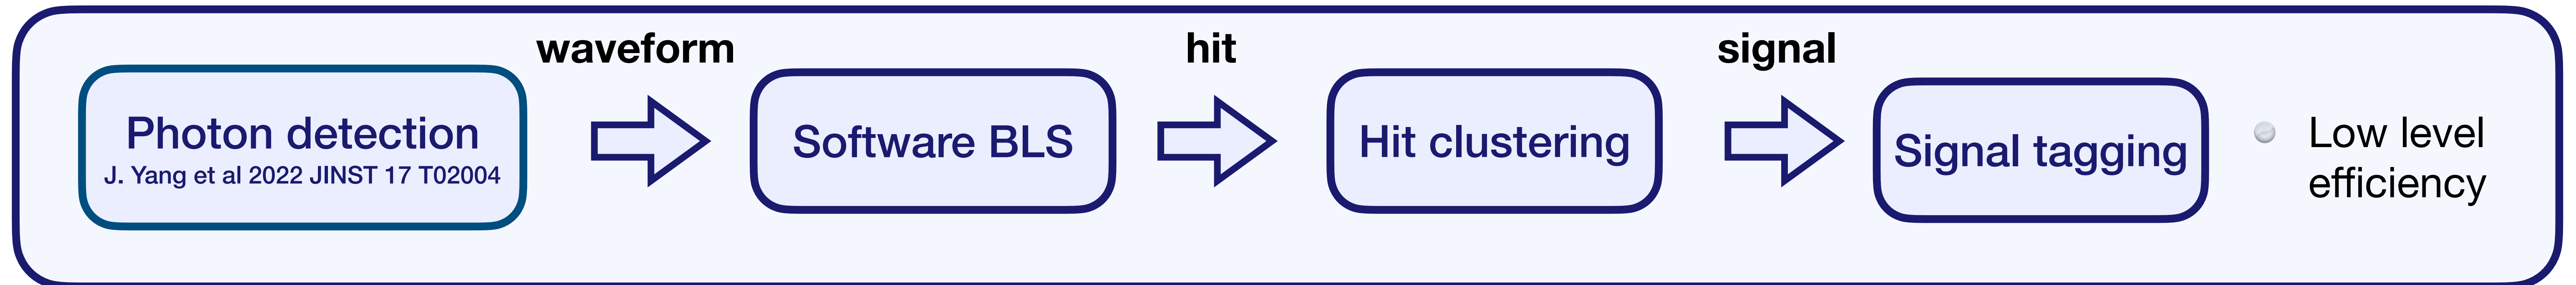 waveform
hit
signal
Photon detection
J. Yang et al 2022 JINST 17 T02004
Software BLS
Hit clustering
Signal tagging
Low level
efficiency